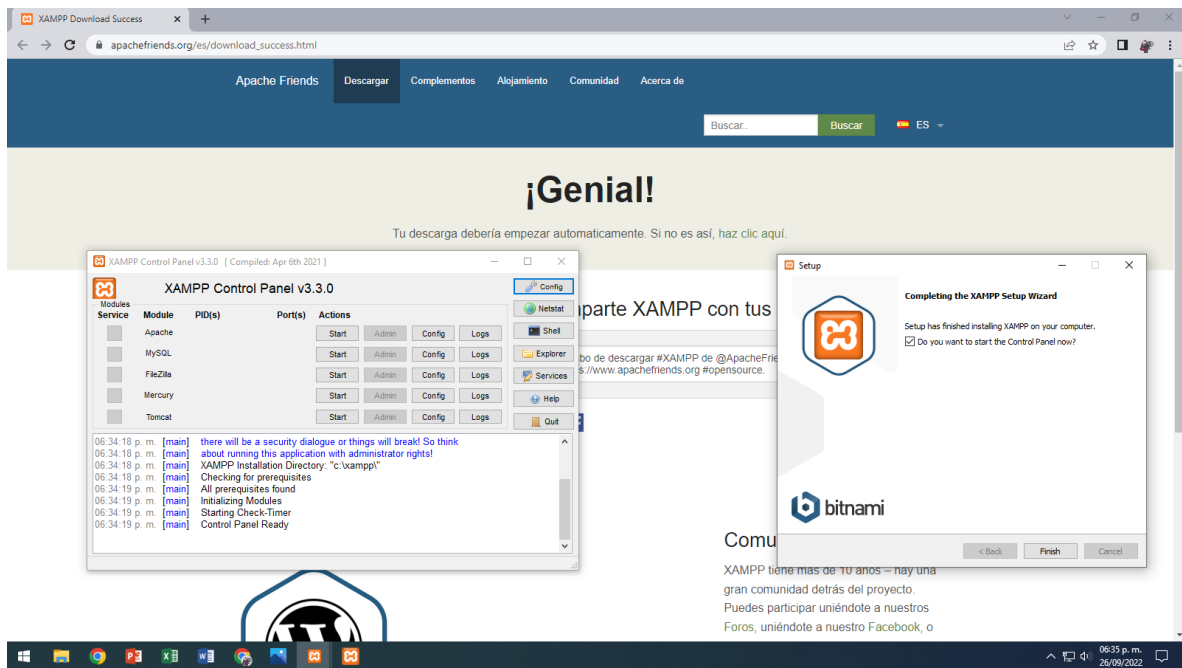 XAMPP Download Success
apachefriends.org/es/download_success.html
Apache Friends Descargar Complementos Alojamiento Comunidad Acerca de
Buscar.. Buscar ES
¡Genial!
Tu descarga debería empezar automaticamente. Si no es así, haz clic aquí.
XAMPP Control Panel v3.3.0 [ Compiled: Apr 6th 2021 ]
XAMPP Control Panel v3.3.0
Config
Modules
Service Module PID(s) Port(s) Actions
Netstat
Apache Start Admin Config Logs
Shell
MySQL Start Admin Config Logs
Explorer
FileZilla Start Admin Config Logs
Services
Mercury Start Admin Config Logs
Help
Tomcat Start Admin Config Logs
Quit
06:34:18 p. m. [main] there will be a security dialogue or things will break! So think
06:34:18 p. m. [main] about running this application with administrator rights!
06:34:18 p. m. [main] XAMPP Installation Directory: "c:\xampp\"
06:34:18 p. m. [main] Checking for prerequisites
06:34:19 p. m. [main] All prerequisites found
06:34:19 p. m. [main] Initializing Modules
06:34:19 p. m. [main] Starting Check-Timer
06:34:19 p. m. [main] Control Panel Ready
parte XAMPP con tus
bo de descargar #XAMPP de @ApacheFrie
s://www.apachefriends.org #opensource.
Setup
Completing the XAMPP Setup Wizard
Setup has finished installing XAMPP on your computer.
Do you want to start the Control Panel now?
bitnami
< Back Finish Cancel
Comu
XAMPP tiene más de 10 años – hay una
gran comunidad detrás del proyecto.
Puedes participar uniéndote a nuestros
Foros, uniéndote a nuestro Facebook, o
06:35 p. m.
26/09/2022